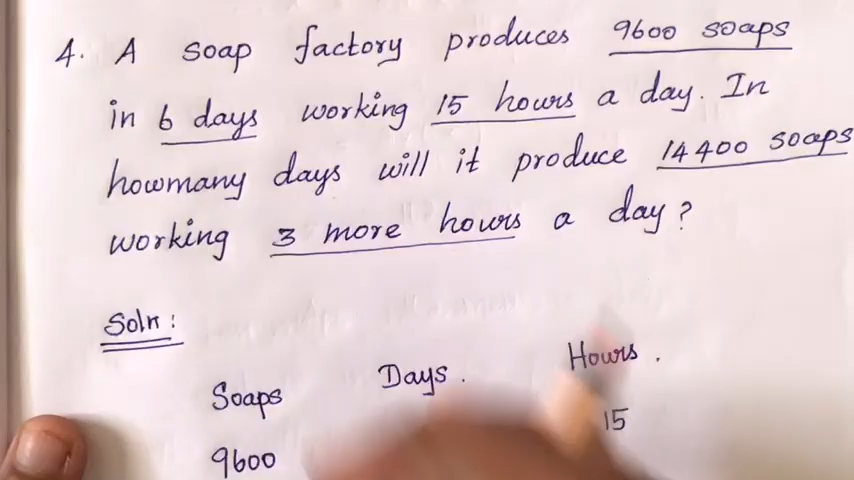 4. A soap factory produces 9600 soaps
in 6 days working 15 hours a day. In
howmany days will it produce 14400 soaps
working 3 more hours a day?
Soln:
Soaps Days. Hours.
9600 15